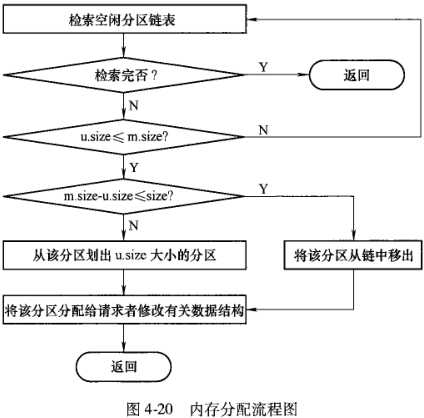 检索空闲分区链表
检索完否？
Y
返回
N
u.size≤m.size?
N
Y
m.size-u.size≤size?
Y
N
从该分区划出 u.size 大小的分区
将该分区从链中移出
将该分区分配给请求者修改有关数据结构
返回
图 4-20 内存分配流程图